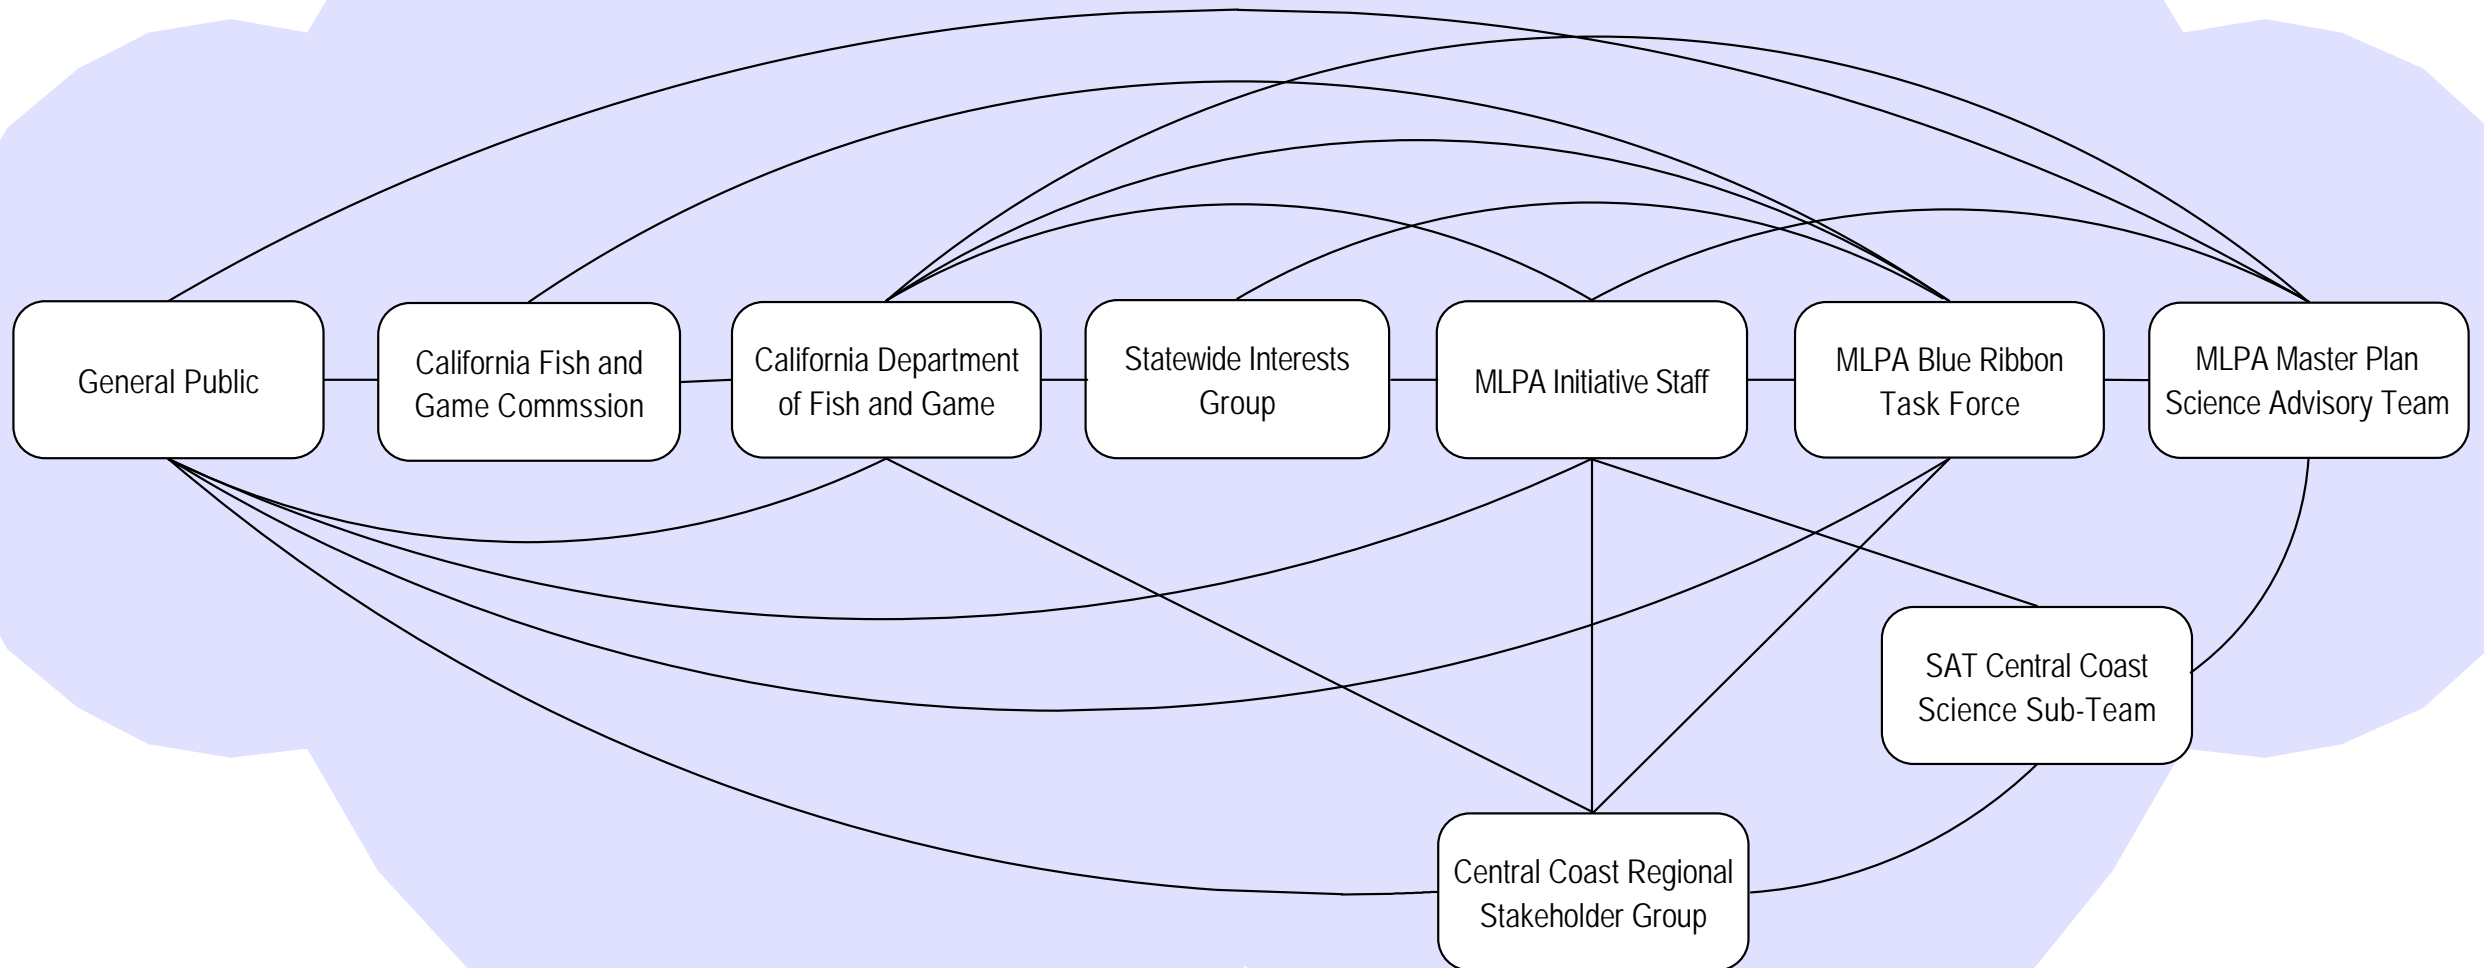 General Public
California Fish and
Game Commssion
California Department
of Fish and Game
Statewide Interests
Group
MLPA Initiative Staff
MLPA Blue Ribbon
Task Force
MLPA Master Plan
Science Advisory Team
SAT Central Coast
Science Sub-Team
Central Coast Regional
Stakeholder Group